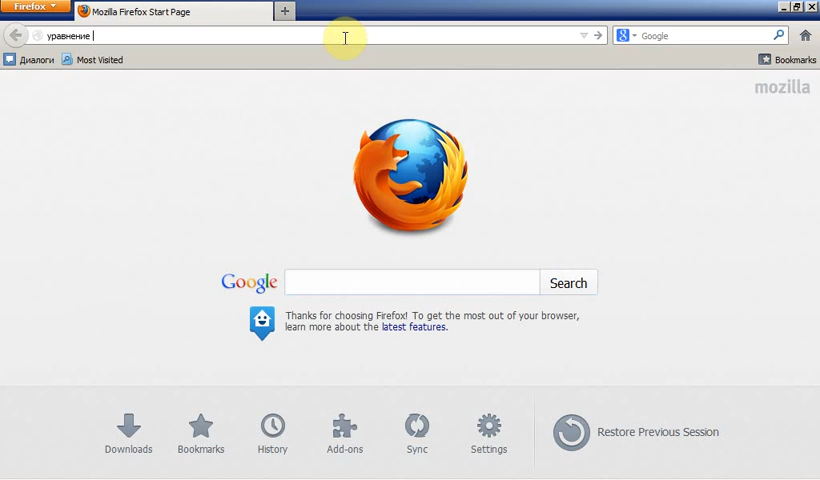 Firefox
Mozilla Firefox Start Page
уравнение
Google
Диалоги
Most Visited
Bookmarks
mozilla
Google
Search
Thanks for choosing Firefox! To get the most out of your browser,
learn more about the latest features.
Downloads
Bookmarks
History
Add-ons
Sync
Settings
Restore Previous Session